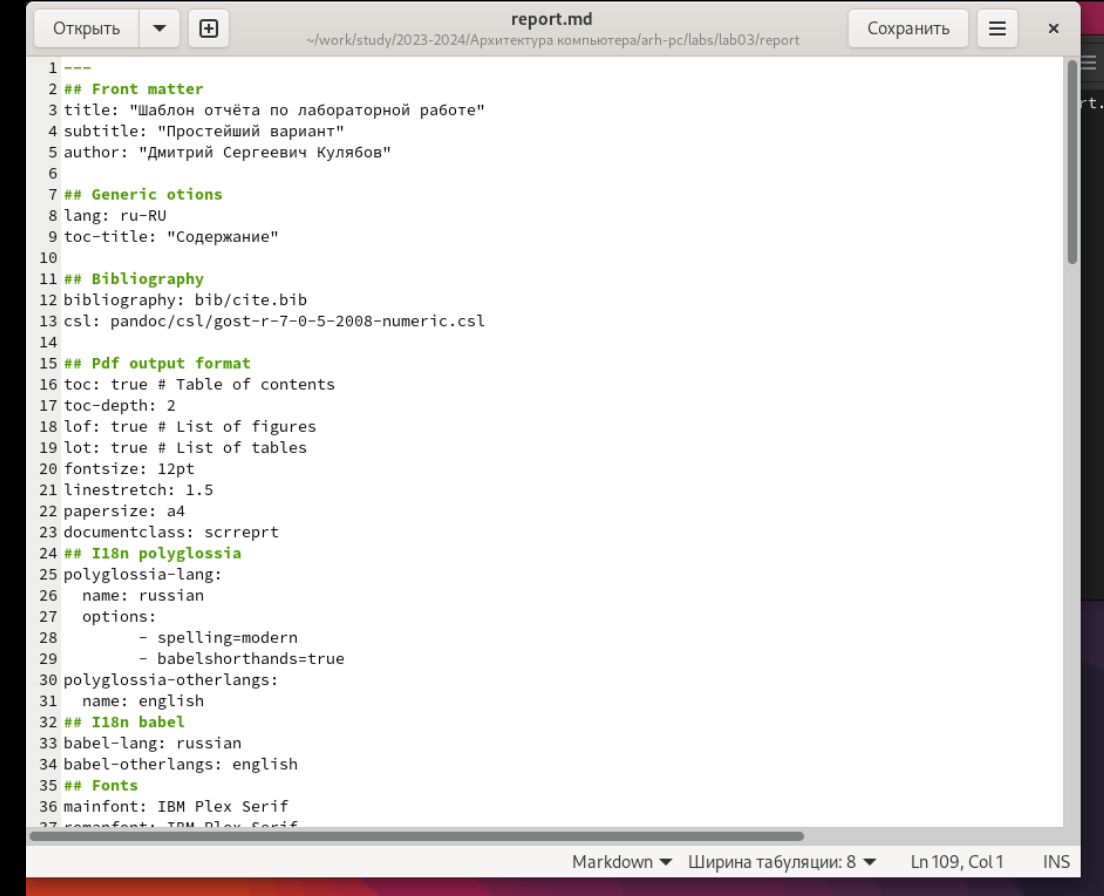 Открыть
report.md
~/work/study/2023-2024/Архитектура компьютера/arh-pc/labs/lab03/report
Сохранить
1 ---
2 ## Front matter
3 title: "Шаблон отчёта по лабораторной работе"
4 subtitle: "Простейший вариант"
5 author: "Дмитрий Сергеевич Кулябов"
6
7 ## Generic otions
8 lang: ru-RU
9 toc-title: "Содержание"
10
11 ## Bibliography
12 bibliography: bib/cite.bib
13 csl: pandoc/csl/gost-r-7-0-5-2008-numeric.csl
14
15 ## Pdf output format
16 toc: true # Table of contents
17 toc-depth: 2
18 lof: true # List of figures
19 lot: true # List of tables
20 fontsize: 12pt
21 linestretch: 1.5
22 papersize: a4
23 documentclass: scrreprt
24 ## I18n polyglossia
25 polyglossia-lang:
26   name: russian
27   options:
28         - spelling=modern
29         - babelshorthands=true
30 polyglossia-otherlangs:
31   name: english
32 ## I18n babel
33 babel-lang: russian
34 babel-otherlangs: english
35 ## Fonts
36 mainfont: IBM Plex Serif
37 romanfont: IBM Plex Serif
rt.
Markdown Ширина табуляции: 8 Ln 109, Col 1 INS